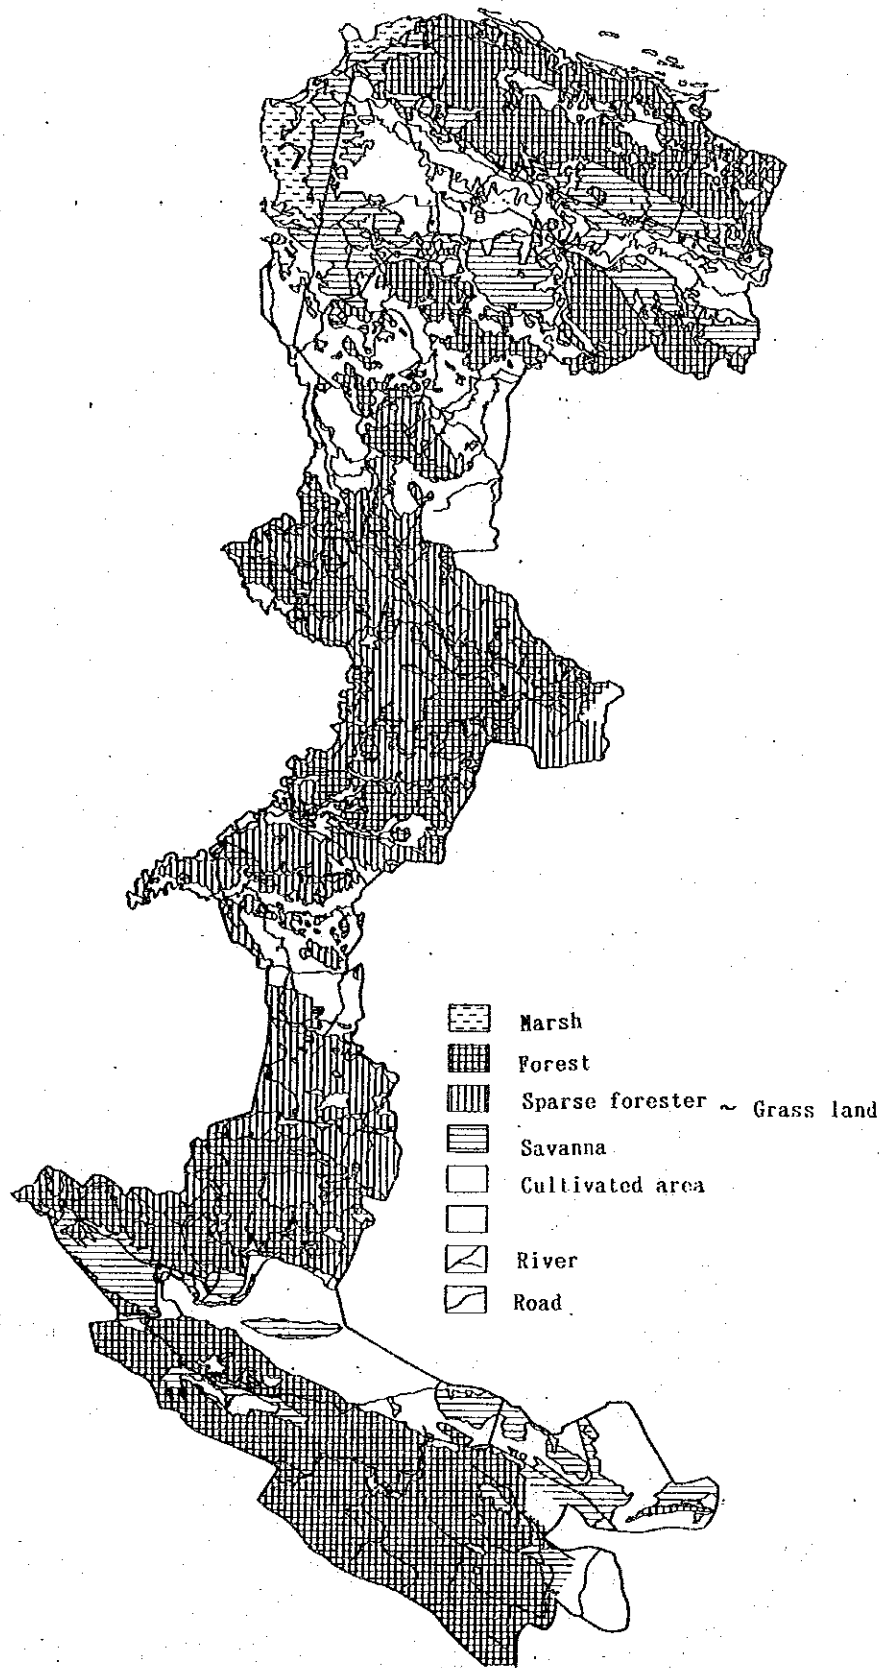 Marsh
Forest
Sparse forester ~ Grass land
Savanna
Cultivated area
River
Road